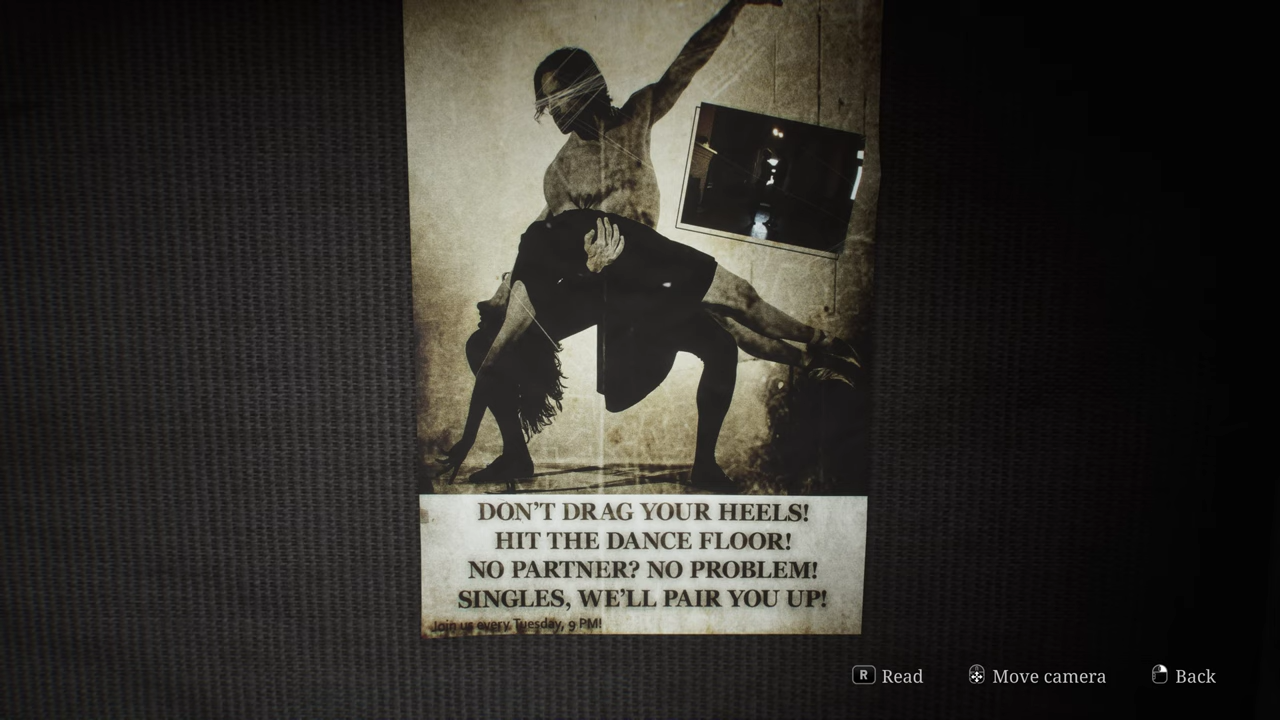 DON'T DRAG YOUR HEELS!
HIT THE DANCE FLOOR!
NO PARTNER? NO PROBLEM!
SINGLES, WE'LL PAIR YOU UP!
Join us every Tuesday, 9 PM!
R Read
Move camera
Back